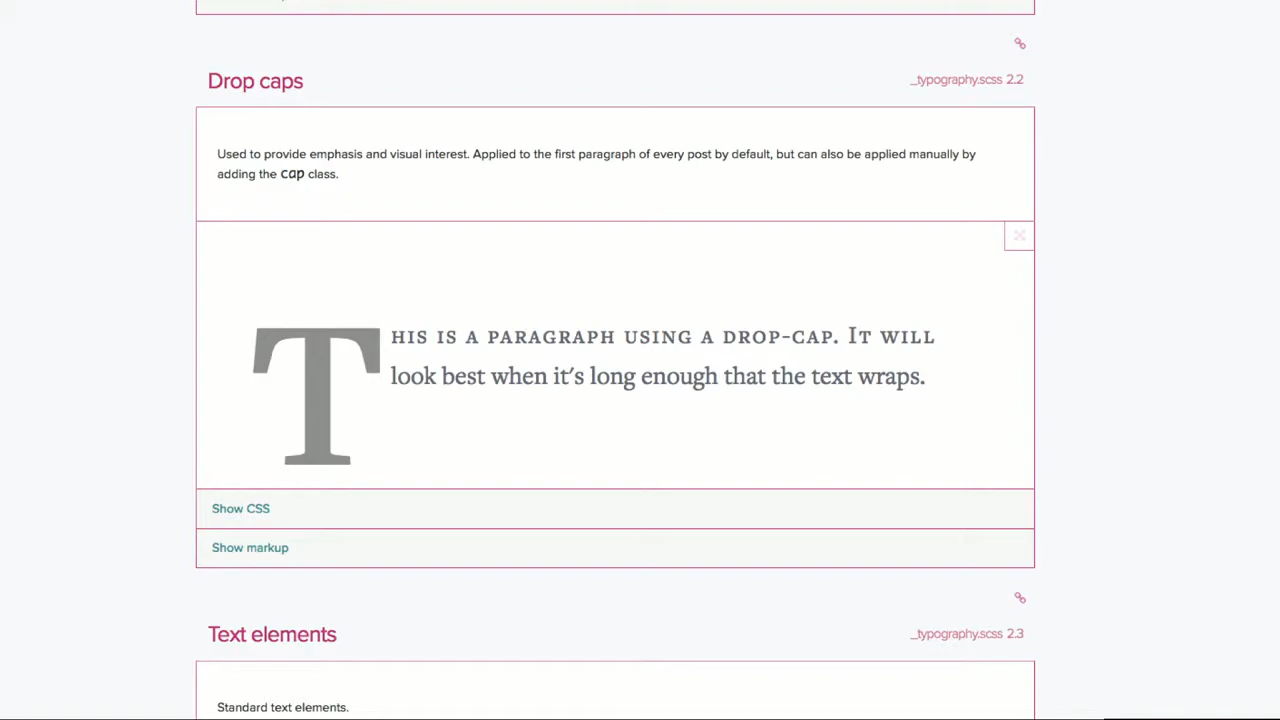 Drop caps
_typography.scss 2.2
Used to provide emphasis and visual interest. Applied to the first paragraph of every post by default, but can also be applied manually by
adding the cap class.
THIS IS A PARAGRAPH USING A DROP-CAP. IT WILL
look best when it's long enough that the text wraps.
Show CSS
Show markup
Text elements
_typography.scss 2.3
Standard text elements.